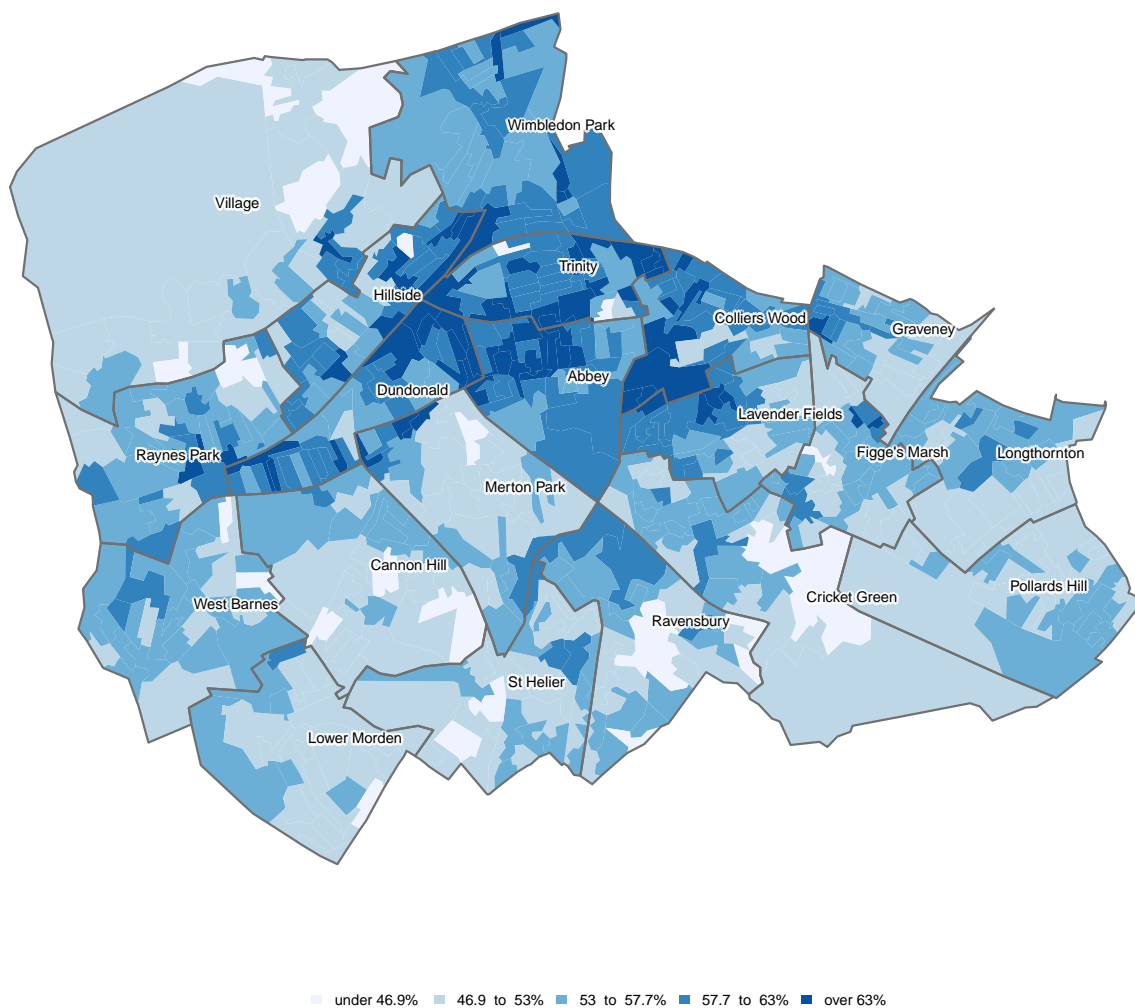 Wimbledon Park
Village
Trinity
Hillside
Colliers Wood
Graveney
Abbey
Dundonald
Lavender Fields
Raynes Park
Figge's Marsh
Longthornton
Merton Park
Cannon Hill
Pollards Hill
West Barnes
Cricket Green
Ravensbury
St Helier
Lower Morden
under 46.9% 46.9 to 53% 53 to 57.7% 57.7 to 63% over 63%